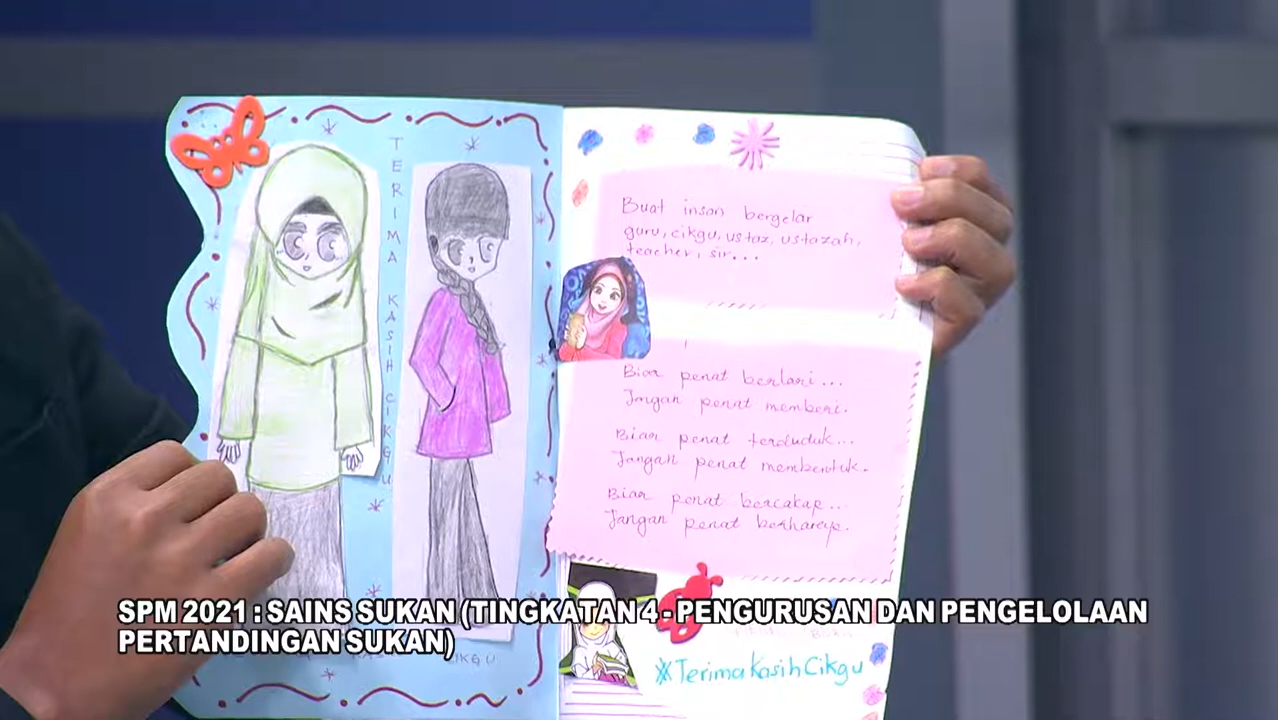 TERIMA KASIH CIKGU
Buat insan bergelar
guru, cikgu, ustaz, ustazah,
teacher, sir...
Biar penat berlari...
Jangan penat memberi.
Biar penat terduduk...
Jangan penat membentuk.
Biar penat bercakap...
Jangan penat berharap.
SPM 2021 : SAINS SUKAN (TINGKATAN 4 - PENGURUSAN DAN PENGELOLAAN
PERTANDINGAN SUKAN)
CIKGU
#TerimaKasihCikgu